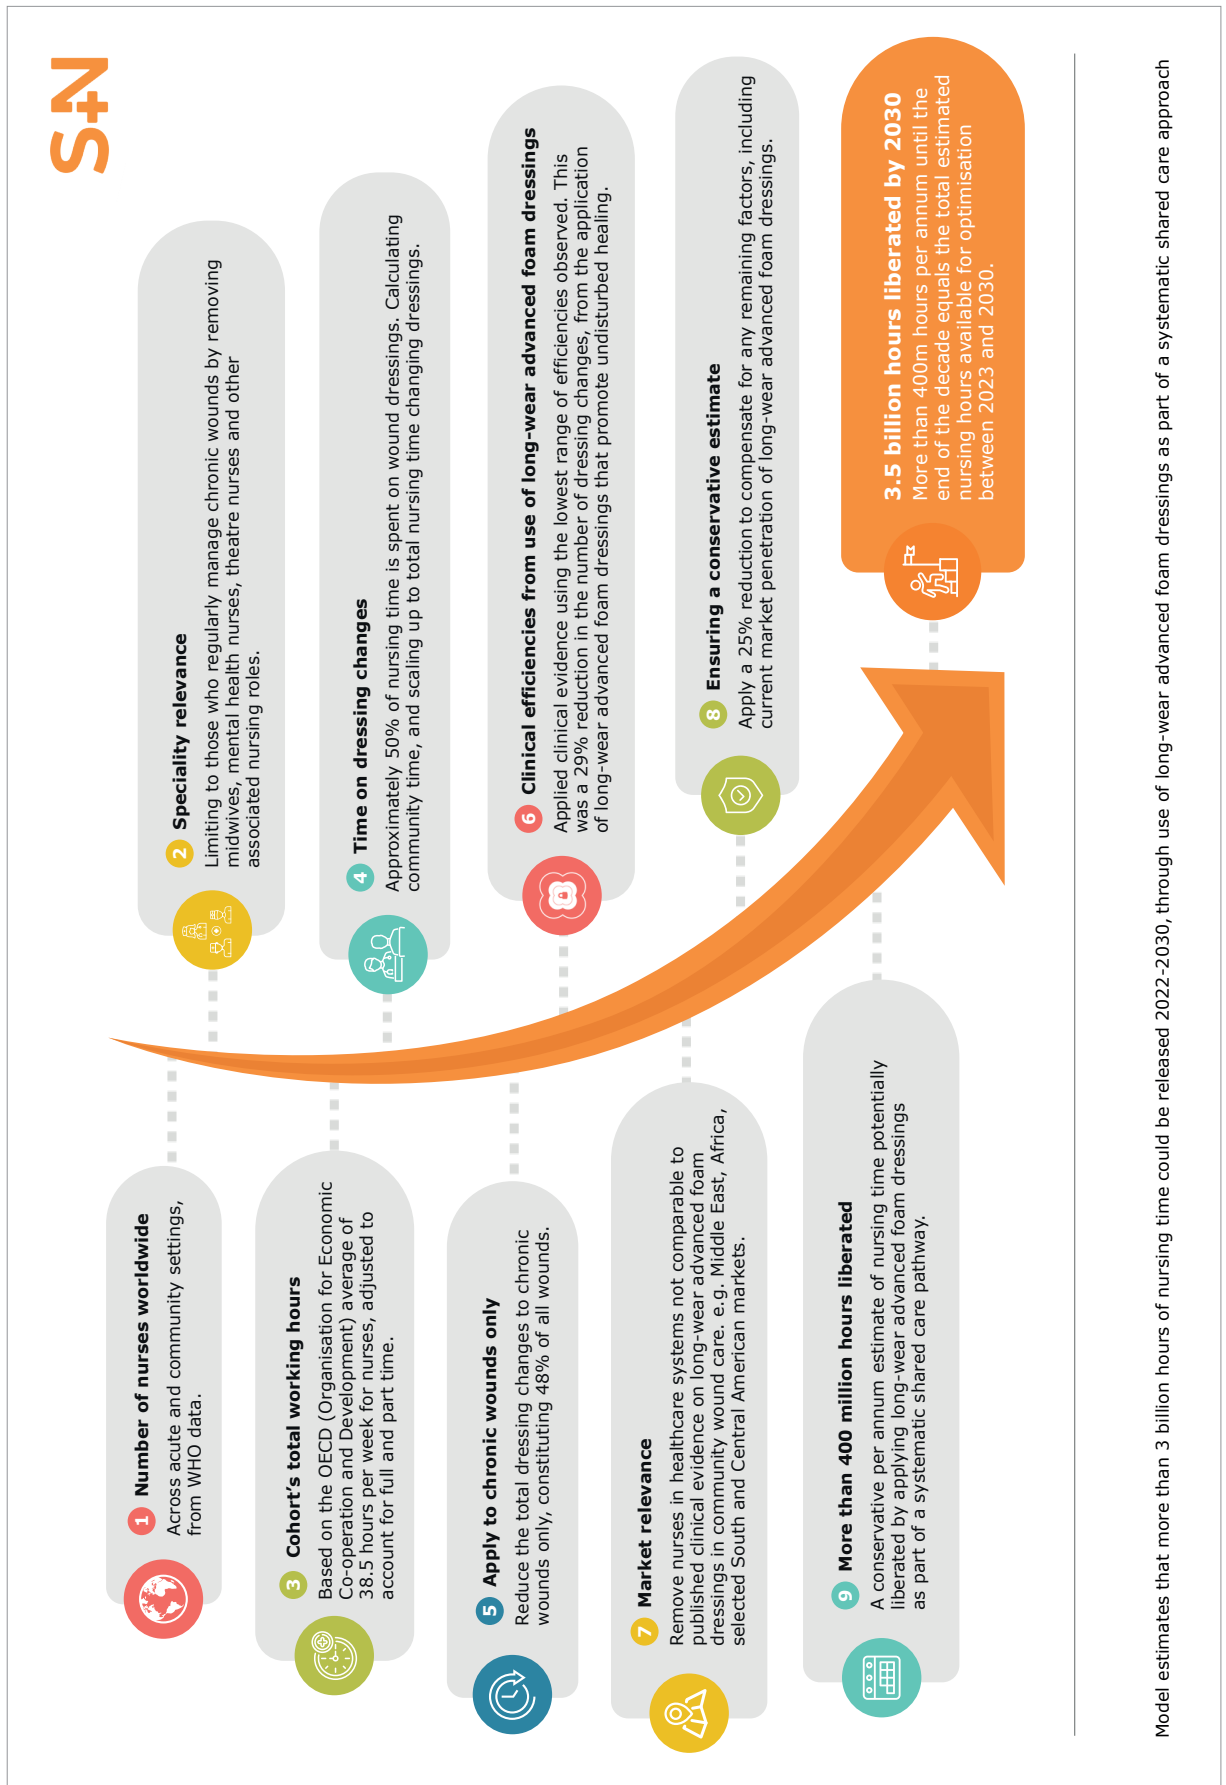 S+N
1 Number of nurses worldwide
Across acute and community settings,
from WHO data.
2 Speciality relevance
Limiting to those who regularly manage chronic wounds by removing
midwives, mental health nurses, theatre nurses and other
associated nursing roles.
3 Cohort’s total working hours
Based on the OECD (Organisation for Economic
Co-operation and Development) average of
38.5 hours per week for nurses, adjusted to
account for full and part time.
4 Time on dressing changes
Approximately 50% of nursing time is spent on wound dressings. Calculating
community time, and scaling up to total nursing time changing dressings.
5 Apply to chronic wounds only
Reduce the total dressing changes to chronic
wounds only, constituting 48% of all wounds.
6 Clinical efficiencies from use of long-wear advanced foam dressings
Applied clinical evidence using the lowest range of efficiencies observed. This
was a 29% reduction in the number of dressing changes, from the application
of long-wear advanced foam dressings that promote undisturbed healing.
7 Market relevance
Remove nurses in healthcare systems not comparable to
published clinical evidence on long-wear advanced foam
dressings in community wound care. e.g. Middle East, Africa,
selected South and Central American markets.
8 Ensuring a conservative estimate
Apply a 25% reduction to compensate for any remaining factors, including
current market penetration of long-wear advanced foam dressings.
9 More than 400 million hours liberated
A conservative per annum estimate of nursing time potentially
liberated by applying long-wear advanced foam dressings
as part of a systematic shared care pathway.
3.5 billion hours liberated by 2030
More than 400m hours per annum until the
end of the decade equals the total estimated
nursing hours available for optimisation
between 2023 and 2030.
Model estimates that more than 3 billion hours of nursing time could be released 2022-2030, through use of long-wear advanced foam dressings as part of a systematic shared care approach